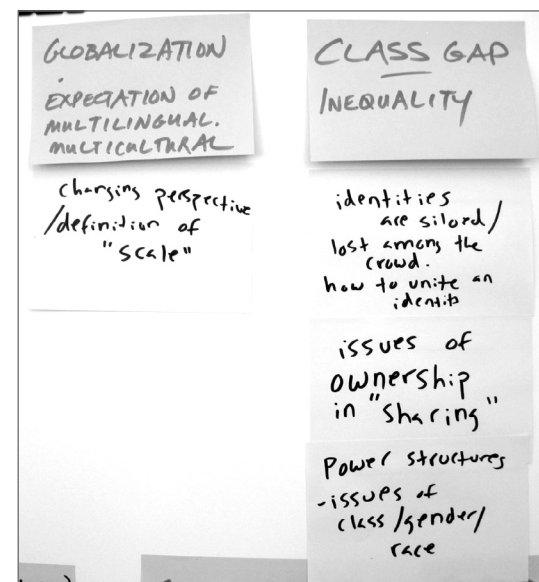 GLOBALIZATION
.
EXPECTATION OF
MULTILINGUAL.
MULTICULTURAL
changing perspective
/definition of
"scale"
CLASS GAP
INEQUALITY
identities
are siloed/
lost among the
crowd.
how to unite an
identity
issues of
ownership
in "sharing"
Power structures
-issues of
class/gender/
race